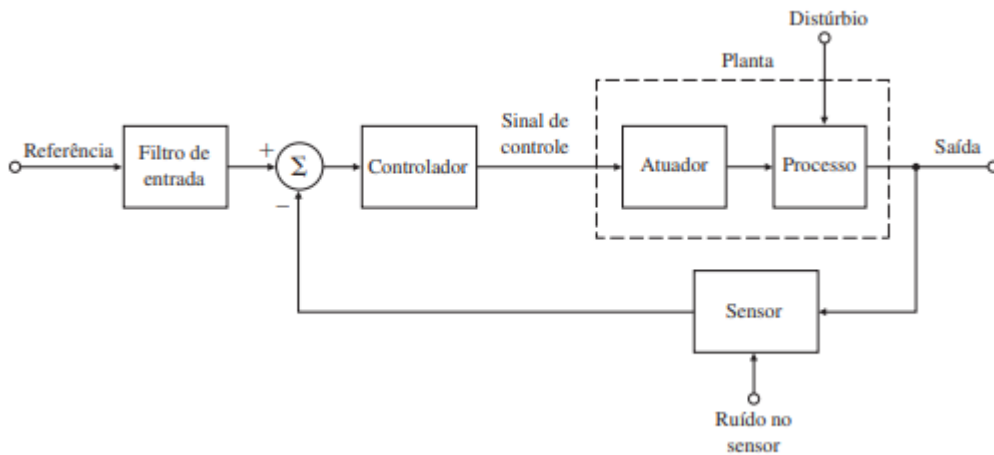 Distúrbio
Planta
Referência
Filtro de
entrada
+
Σ
−
Controlador
Sinal de
controle
Atuador
Processo
Saída
Sensor
Ruído no
sensor